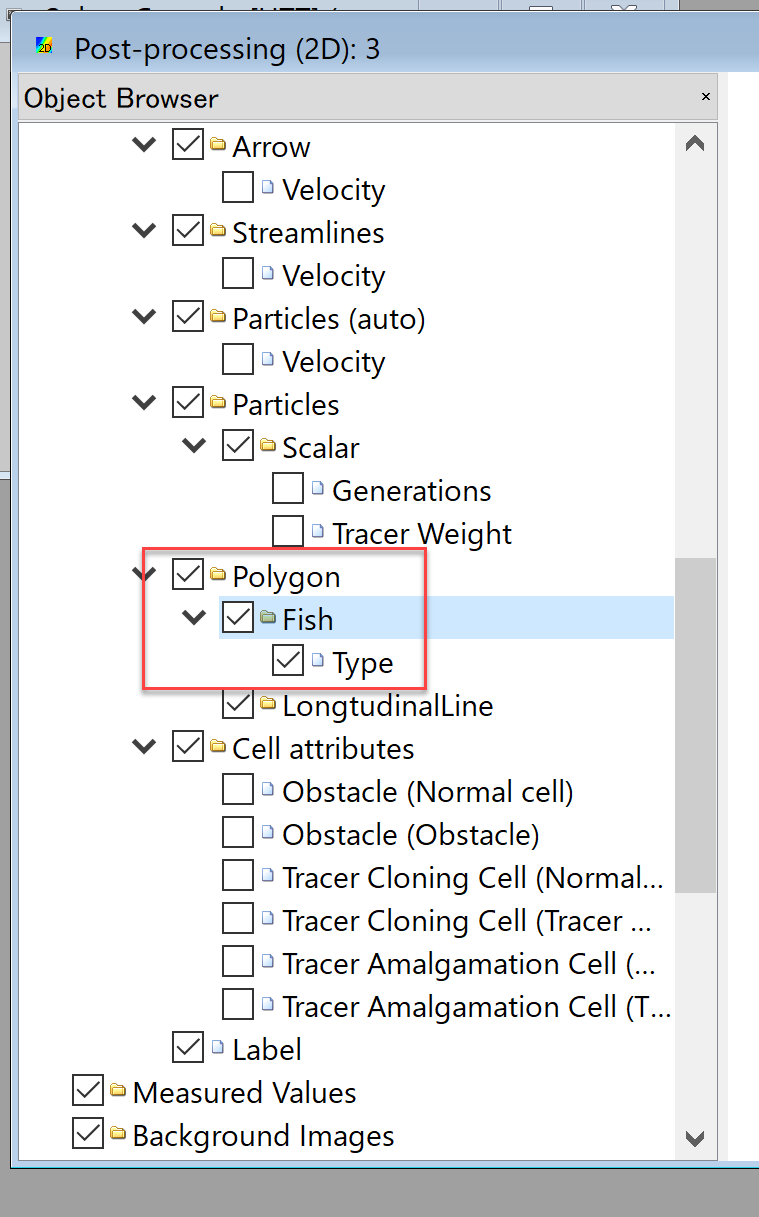 Post-processing (2D): 3
Object Browser
Arrow
Velocity
Streamlines
Velocity
Particles (auto)
Velocity
Particles
Scalar
Generations
Tracer Weight
Polygon
Fish
Type
LongtudinalLine
Cell attributes
Obstacle (Normal cell)
Obstacle (Obstacle)
Tracer Cloning Cell (Normal...
Tracer Cloning Cell (Tracer ...
Tracer Amalgamation Cell (...
Tracer Amalgamation Cell (T...
Label
Measured Values
Background Images